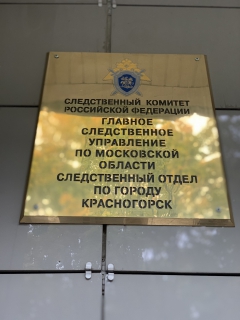 СЛЕДСТВЕННЫЙ КОМИТЕТ
РОССИЙСКОЙ ФЕДЕРАЦИИ
ГЛАВНОЕ
СЛЕДСТВЕННОЕ
УПРАВЛЕНИЕ
ПО МОСКОВСКОЙ
ОБЛАСТИ
СЛЕДСТВЕННЫЙ ОТДЕЛ
ПО ГОРОДУ
КРАСНОГОРСК